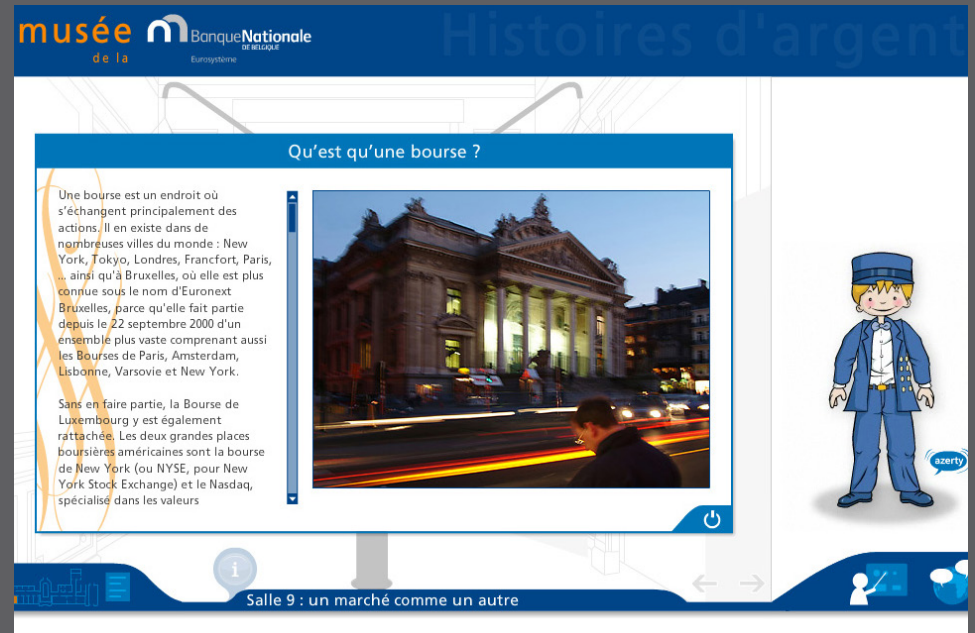 musée
de la
BanqueNationale
DE BELGIQUE
Eurosystème
Histoires d'argent
Qu'est qu'une bourse ?
Une bourse est un endroit où
s'échangent principalement des
actions. Il en existe dans de
nombreuses villes du monde : New
York, Tokyo, Londres, Francfort, Paris,
... ainsi qu'à Bruxelles, où elle est plus
connue sous le nom d'Euronext
Bruxelles, parce qu'elle fait partie
depuis le 22 septembre 2000 d'un
ensemble plus vaste comprenant aussi
les Bourses de Paris, Amsterdam,
Lisbonne, Varsovie et New York.
Sans en faire partie, la Bourse de
Luxembourg y est également
rattachée. Les deux grandes places
boursières américaines sont la bourse
de New York (ou NYSE, pour New
York Stock Exchange) et le Nasdaq,
spécialisé dans les valeurs
azerty
i
Salle 9 : un marché comme un autre